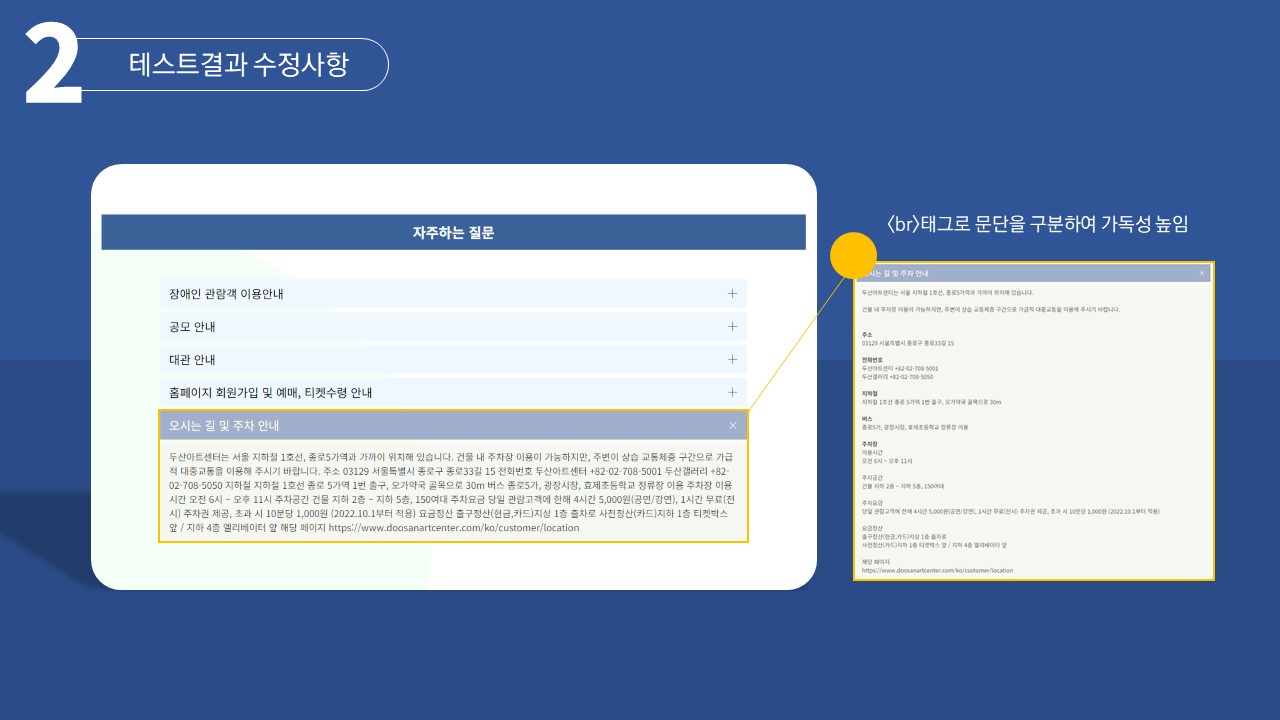 2
테스트결과 수정사항
자주하는 질문
장애인 관람객 이용안내
공모 안내
대관 안내
홈페이지 회원가입 및 예매, 티켓수령 안내
오시는 길 및 주차 안내
두산아트센터는 서울 지하철 1호선, 종로5가역과 가까이 위치해 있습니다. 건물 내 주차장 이용이 가능하지만, 주변이 상습 교통체증 구간으로 가급
적 대중교통을 이용해 주시기 바랍니다. 주소 03129 서울특별시 종로구 종로33길 15 전화번호 두산아트센터 +82-02-708-5001 두산갤러리 +82-
02-708-5050 지하철 지하철 1호선 종로 5가역 1번 출구, 오가약국 골목으로 30m 버스 종로5가, 광장시장, 효제초등학교 정류장 이용 주차장 이용
시간 오전 6시 ~ 오후 11시 주차공간 건물 지하 2층 ~ 지하 5층, 150여대 주차요금 당일 관람고객에 한해 4시간 5,000원(공연/강연), 1시간 무료(전
시) 주차권 제공, 초과 시 10분당 1,000원 (2022.10.1부터 적용) 요금정산 출구정산(현금,카드)지상 1층 출차로 사전정산(카드)지하 1층 티켓박스
앞 / 지하 4층 엘리베이터 앞 해당 페이지 https://www.doosanartcenter.com/ko/customer/location
<br>태그로 문단을 구분하여 가독성 높임
시는 길 및 주차 안내
두산아트센터는 서울 지하철 1호선, 종로5가역과 가까이 위치해 있습니다.
건물 내 주차장 이용이 가능하지만, 주변이 상습 교통체증 구간으로 가급적 대중교통을 이용해 주시기 바랍니다.
주소
03129 서울특별시 종로구 종로33길 15
전화번호
두산아트센터 +82-02-708-5001
두산갤러리 +82-02-708-5050
지하철
지하철 1호선 종로 5가역 1번 출구, 오가약국 골목으로 30m
버스
종로5가, 광장시장, 효제초등학교 정류장 이용
주차장
이용시간
오전 6시 ~ 오후 11시
주차공간
건물 지하 2층 ~ 지하 5층, 150여대
주차요금
당일 관람고객에 한해 4시간 5,000원(공연/강연), 1시간 무료(전시) 주차권 제공, 초과 시 10분당 1,000원 (2022.10.1부터 적용)
요금정산
출구정산(현금,카드)지상 1층 출차로
사전정산(카드)지하 1층 티켓박스 앞 / 지하 4층 엘리베이터 앞
해당 페이지
https://www.doosanartcenter.com/ko/customer/location